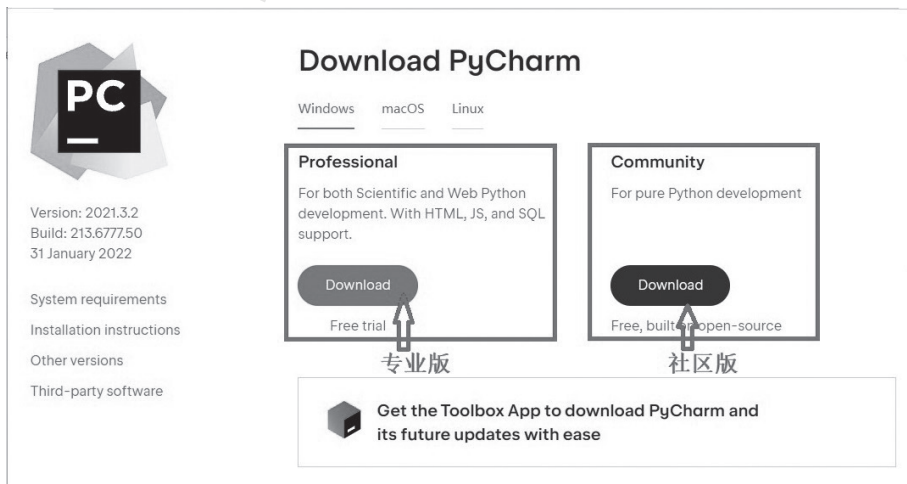 PC
Version: 2021.3.2
Build: 213.6777.50
31 January 2022
System requirements
Installation instructions
Other versions
Third-party software
Download PyCharm
Windows
macOS
Linux
Professional
For both Scientific and Web Python
development. With HTML, JS, and SQL
support.
Download
Free trial
专业版
Community
For pure Python development
Download
Free, built on open-source
社区版
Get the Toolbox App to download PyCharm and
its future updates with ease